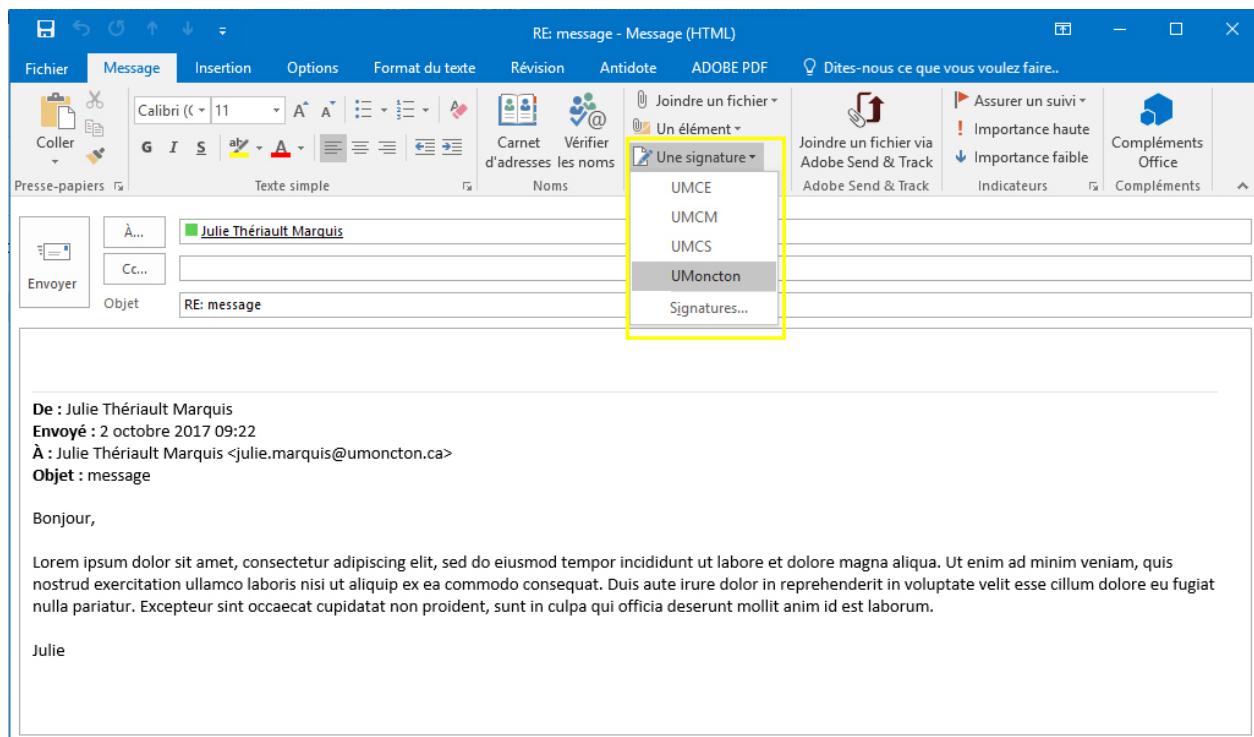 RE: message - Message (HTML)
Fichier Message Insertion Options Format du texte Révision Antidote ADOBE PDF Dites-nous ce que vous voulez faire..
Coller
Presse-papiers
Calibri (C 11
G I S
Texte simple
Carnet d'adresses
Vérifier les noms
Noms
Joindre un fichier
Un élément
Une signature
UMCE
UMCM
UMCS
UMoncton
Signatures...
Joindre un fichier via
Adobe Send & Track
Adobe Send & Track
Assurer un suivi
Importance haute
Importance faible
Indicateurs
Compléments
Office
Compléments
Envoyer
À... Julie Thériault Marquis
Cc...
Objet RE: message
De : Julie Thériault Marquis
Envoyé : 2 octobre 2017 09:22
À : Julie Thériault Marquis <julie.marquis@umoncton.ca>
Objet : message
Bonjour,
Lorem ipsum dolor sit amet, consectetur adipiscing elit, sed do eiusmod tempor incididunt ut labore et dolore magna aliqua. Ut enim ad minim veniam, quis
nostrud exercitation ullamco laboris nisi ut aliquip ex ea commodo consequat. Duis aute irure dolor in reprehenderit in voluptate velit esse cillum dolore eu fugiat
nulla pariatur. Excepteur sint occaecat cupidatat non proident, sunt in culpa qui officia deserunt mollit anim id est laborum.
Julie